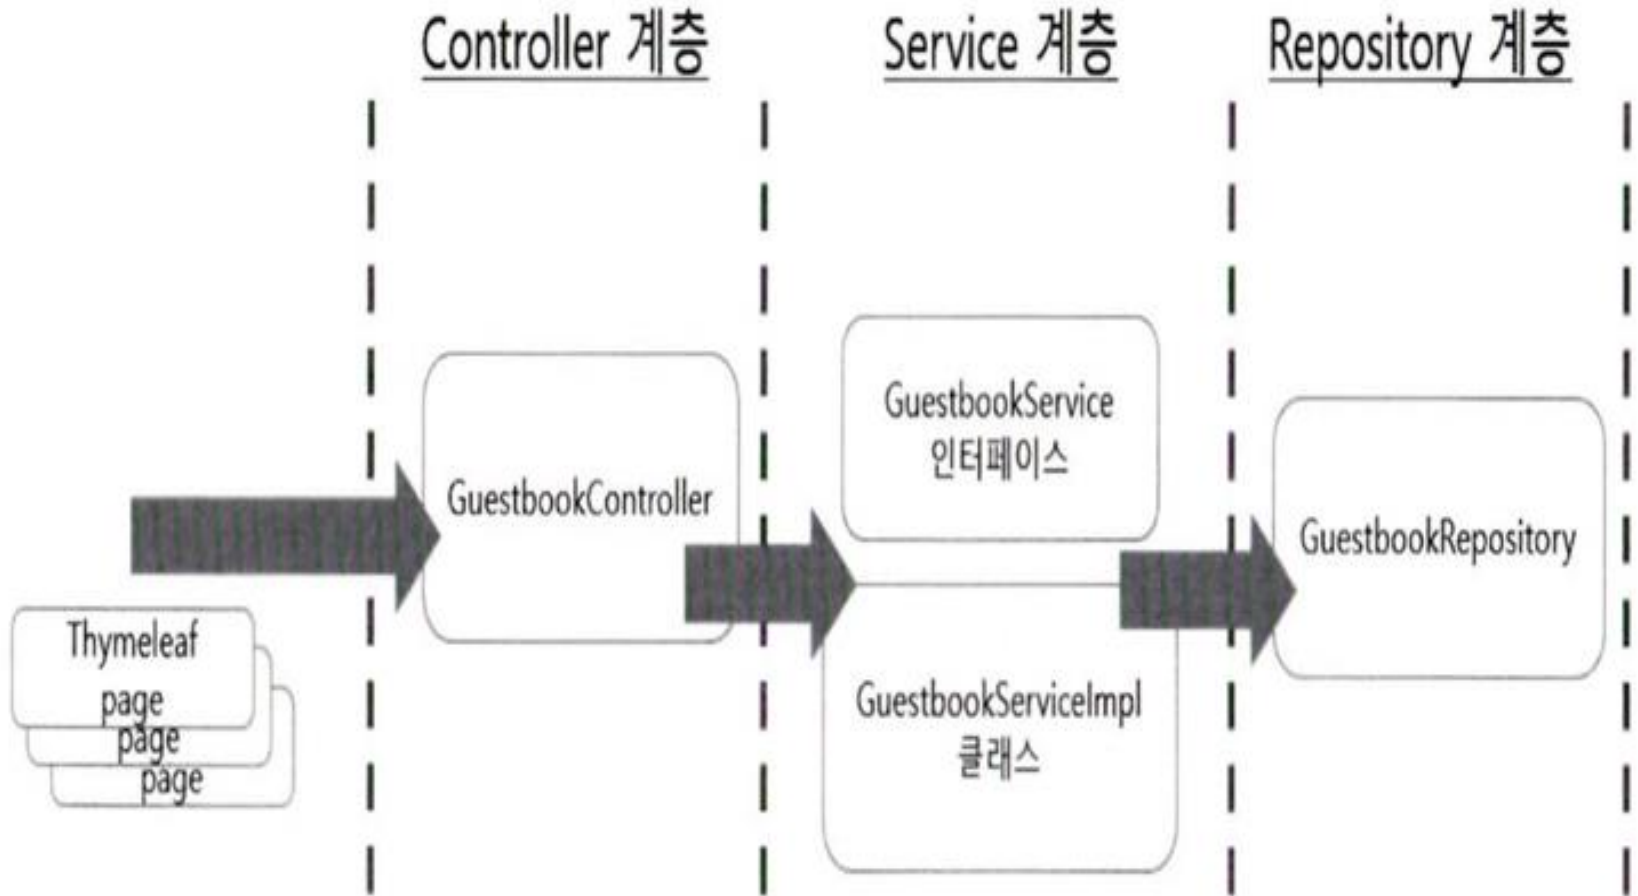 Controller 계층
Service 계층
Repository 계층
GuestbookController
GuestbookService
인터페이스
GuestbookRepository
Thymeleaf
page
page
page
GuestbookServiceImpl
클래스